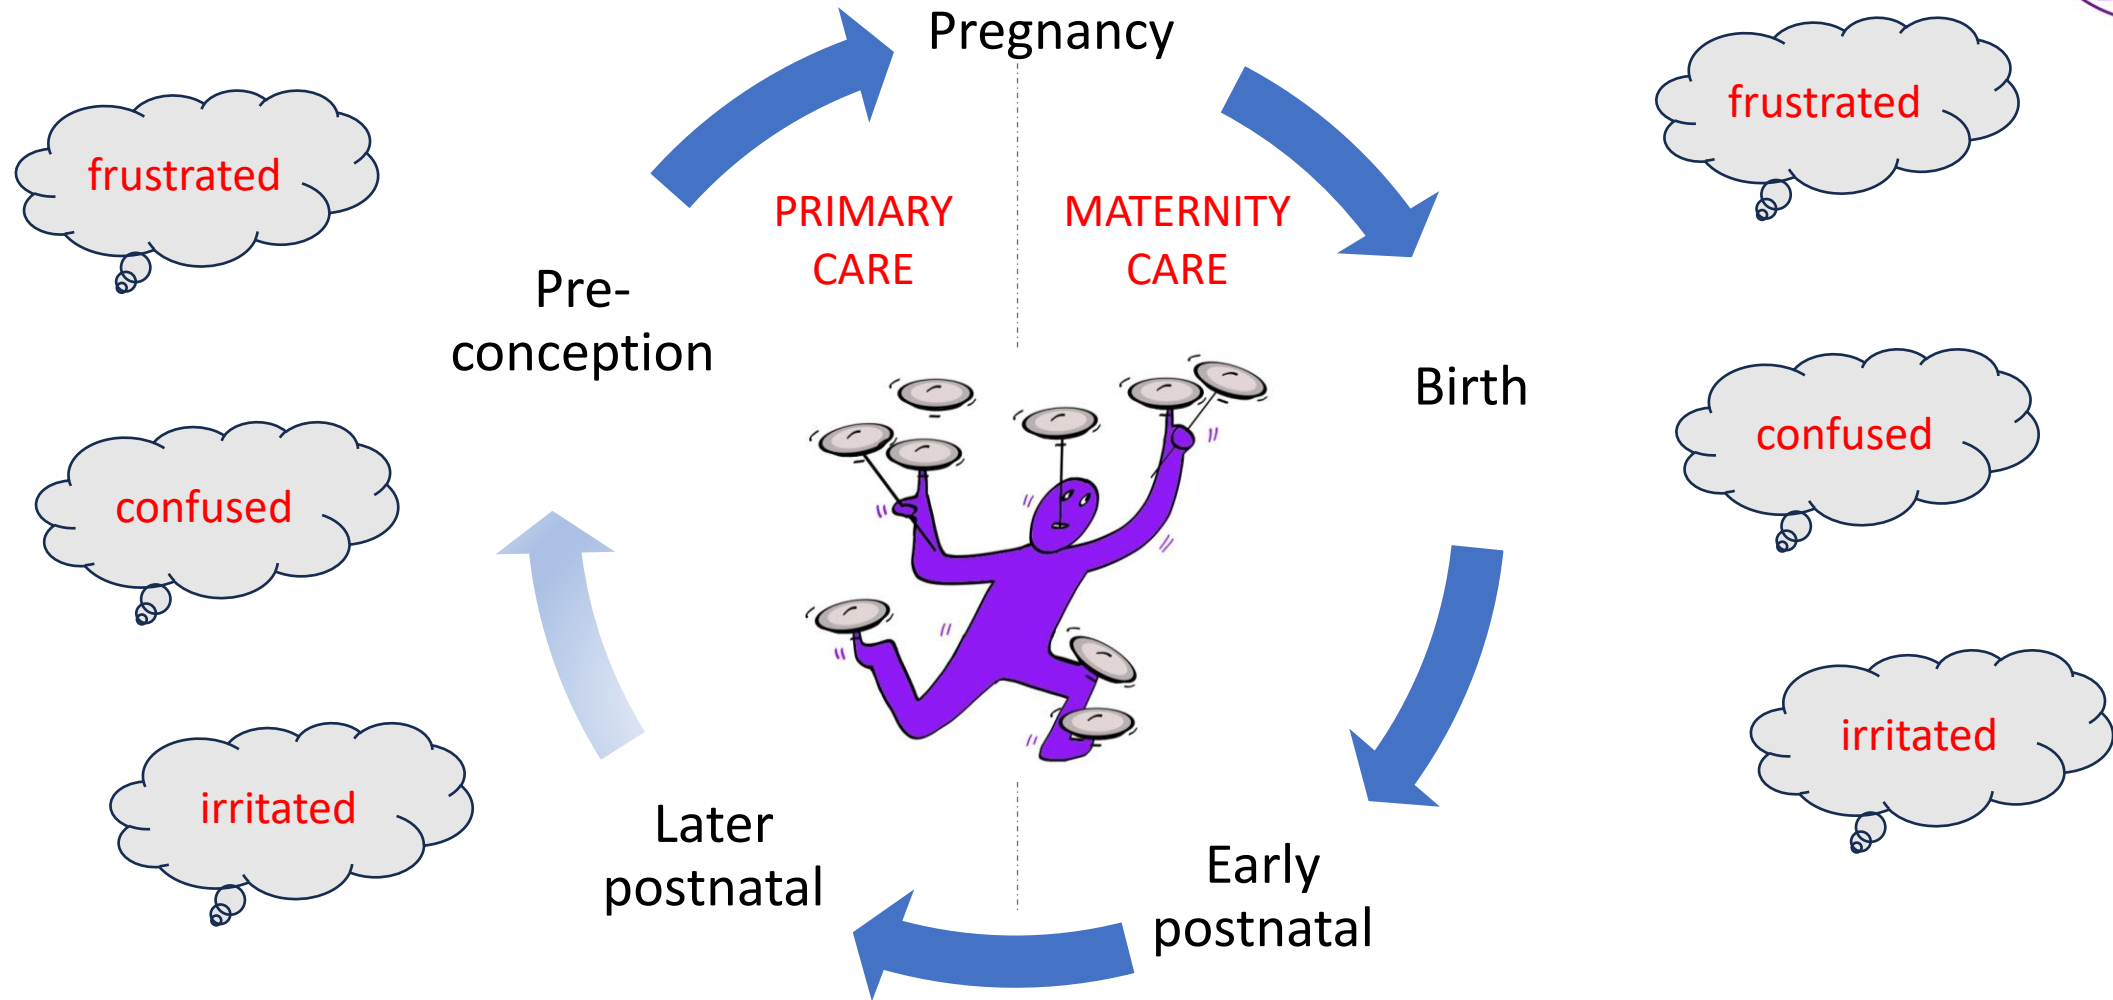 Pregnancy
frustrated
frustrated
PRIMARY
CARE
MATERNITY
CARE
Pre-
conception
Birth
confused
confused
irritated
irritated
Later
postnatal
Early
postnatal